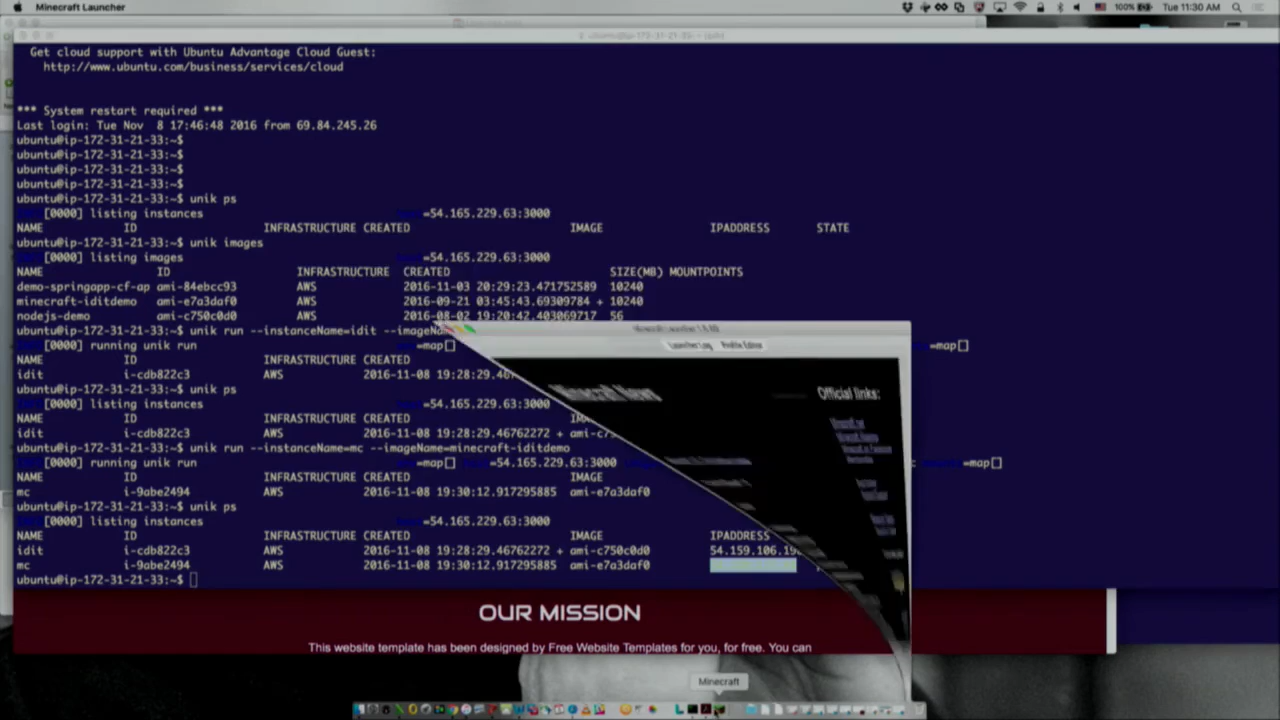 Minecraft Launcher
100%
Tue 11:30 AM
Get cloud support with Ubuntu Advantage Cloud Guest:
http://www.ubuntu.com/business/services/cloud
*** System restart required ***
Last login: Tue Nov 8 17:46:48 2016 from 69.84.245.26
ubuntu@ip-172-31-21-33:~$
ubuntu@ip-172-31-21-33:~$
ubuntu@ip-172-31-21-33:~$
ubuntu@ip-172-31-21-33:~$
ubuntu@ip-172-31-21-33:~$ unik ps
[0000] listing instances =54.165.229.63:3000
NAME ID INFRASTRUCTURE CREATED IMAGE IPADDRESS STATE
ubuntu@ip-172-31-21-33:~$ unik images
[0000] listing images =54.165.229.63:3000
NAME ID INFRASTRUCTURE CREATED SIZE(MB) MOUNTPOINTS
demo-springapp-cf-ap ami-84ebcc93 AWS 2016-11-03 20:29:23.471752589 10240
minecraft-iditdemo ami-e7a3daf0 AWS 2016-09-21 03:45:43.69309784 + 10240
nodejs-demo ami-c750c0d0 AWS 2016-08-02 19:20:42.403069717 56
ubuntu@ip-172-31-21-33:~$ unik run --instanceName=idit
[0000] running unik run =map[] =map[]
NAME ID INFRASTRUCTURE CREATED
idit i-cdb822c3 AWS 2016-11-08 19:28:29.46
ubuntu@ip-172-31-21-33:~$ unik ps
[0000] listing instances =54.165.229.63:3000
NAME ID INFRASTRUCTURE CREATED
idit i-cdb822c3 AWS 2016-11-08 19:28:29.46762272 +
ubuntu@ip-172-31-21-33:~$ unik run --instanceName=mc --imageName=minecraft-iditdemo
[0000] running unik run =map[] =54.165.229.63:3000 =map[]
NAME ID INFRASTRUCTURE CREATED IMAGE
mc i-9abe2494 AWS 2016-11-08 19:30:12.917295885 ami-e7a3daf0
ubuntu@ip-172-31-21-33:~$ unik ps
[0000] listing instances =54.165.229.63:3000
NAME ID INFRASTRUCTURE CREATED IMAGE IPADDRESS
idit i-cdb822c3 AWS 2016-11-08 19:28:29.46762272 + ami-c750c0d0
mc i-9abe2494 AWS 2016-11-08 19:30:12.917295885 ami-e7a3daf0
ubuntu@ip-172-31-21-33:~$
Launcher Log Profile Editor
Minecraft News
Official links:
OUR MISSION
This website template has been designed by Free Website Templates for you, for free. You can
Minecraft